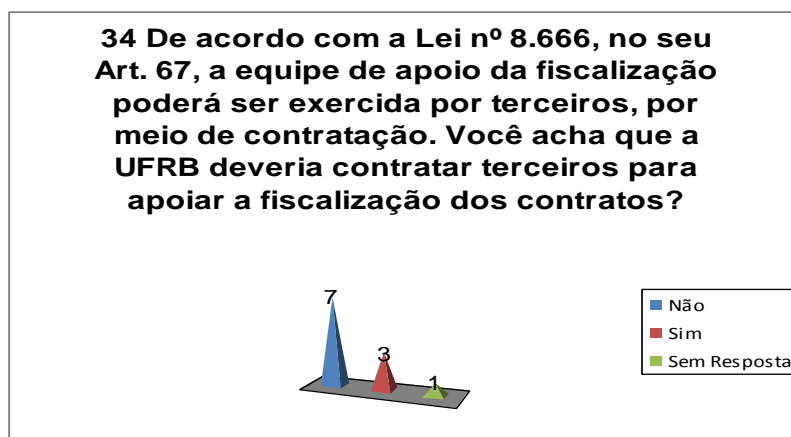 34 De acordo com a Lei nº 8.666, no seu
Art. 67, a equipe de apoio da fiscalização
poderá ser exercida por terceiros, por
meio de contratação. Você acha que a
UFRB deveria contratar terceiros para
apoiar a fiscalização dos contratos?
7
3
1
Não
Sim
Sem Resposta